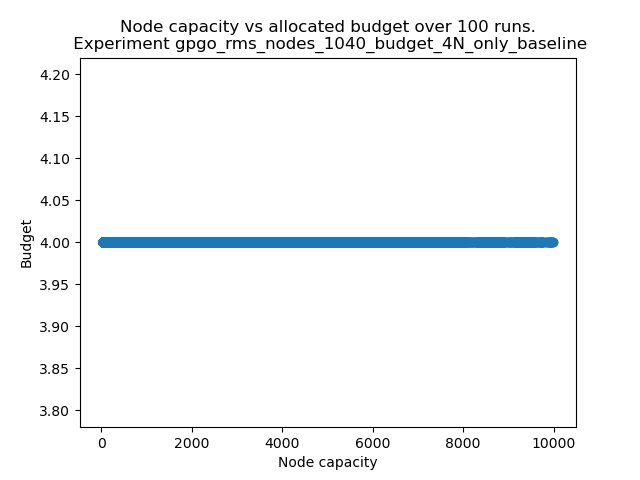 Node capacity vs allocated budget over 100 runs.
Experiment gpgo_rms_nodes_1040_budget_4N_only_baseline
4.20
4.15
4.10
4.05
4.00
3.95
3.90
3.85
3.80
Budget
0 2000 4000 6000 8000 10000
Node capacity